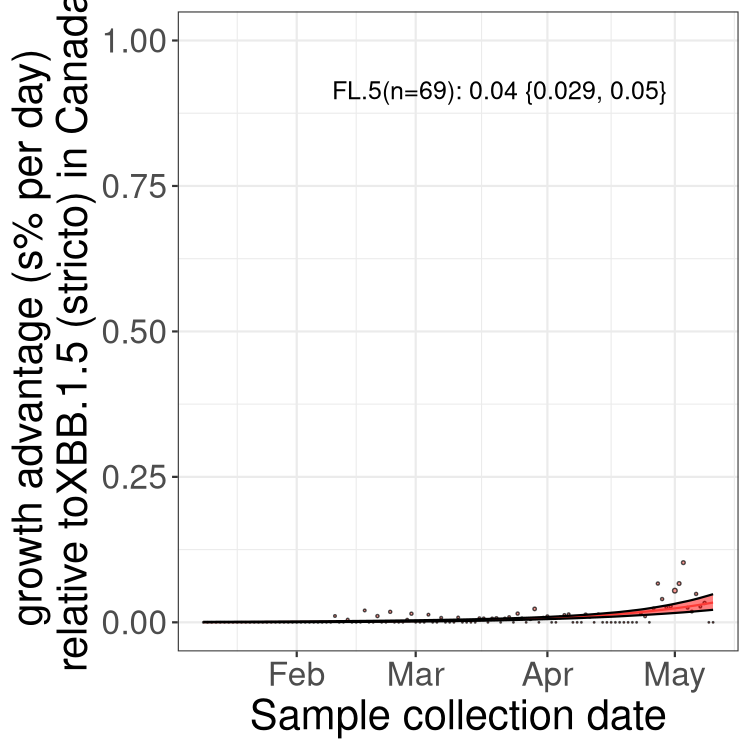 growth advantage (s% per day)
relative toXBB.1.5 (stricto) in Canada
1.00
0.75
0.50
0.25
0.00
FL.5(n=69): 0.04 {0.029, 0.05}
Feb Mar Apr May
Sample collection date